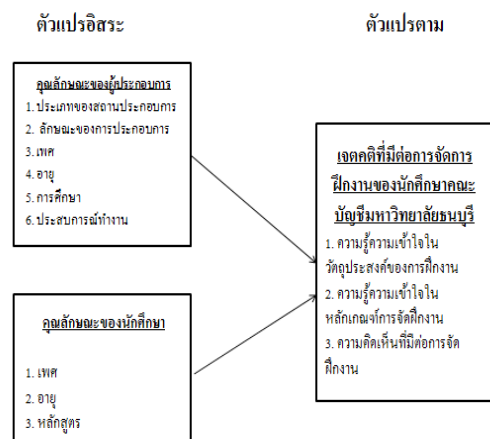 ตัวแปรอิสระ
ตัวแปรตาม
คุณลักษณะของผู้ประกอบการ
1. ประเภทของสถานประกอบการ
2. ลักษณะของการประกอบการ
3. เพศ
4. อายุ
5. การศึกษา
6. ประสบการณ์ทำงาน
คุณลักษณะของนักศึกษา
1. เพศ
2. อายุ
3. หลักสูตร
เจตคติที่มีต่อการจัดการ
ฝึกงานของนักศึกษาคณะ
บัญชีมหาวิทยาลัยธนบุรี
1. ความรู้ความเข้าใจใน
วัตถุประสงค์ของการฝึกงาน
2. ความรู้ความเข้าใจใน
หลักเกณฑ์การจัดฝึกงาน
3. ความคิดเห็นที่มีต่อการจัด
ฝึกงาน